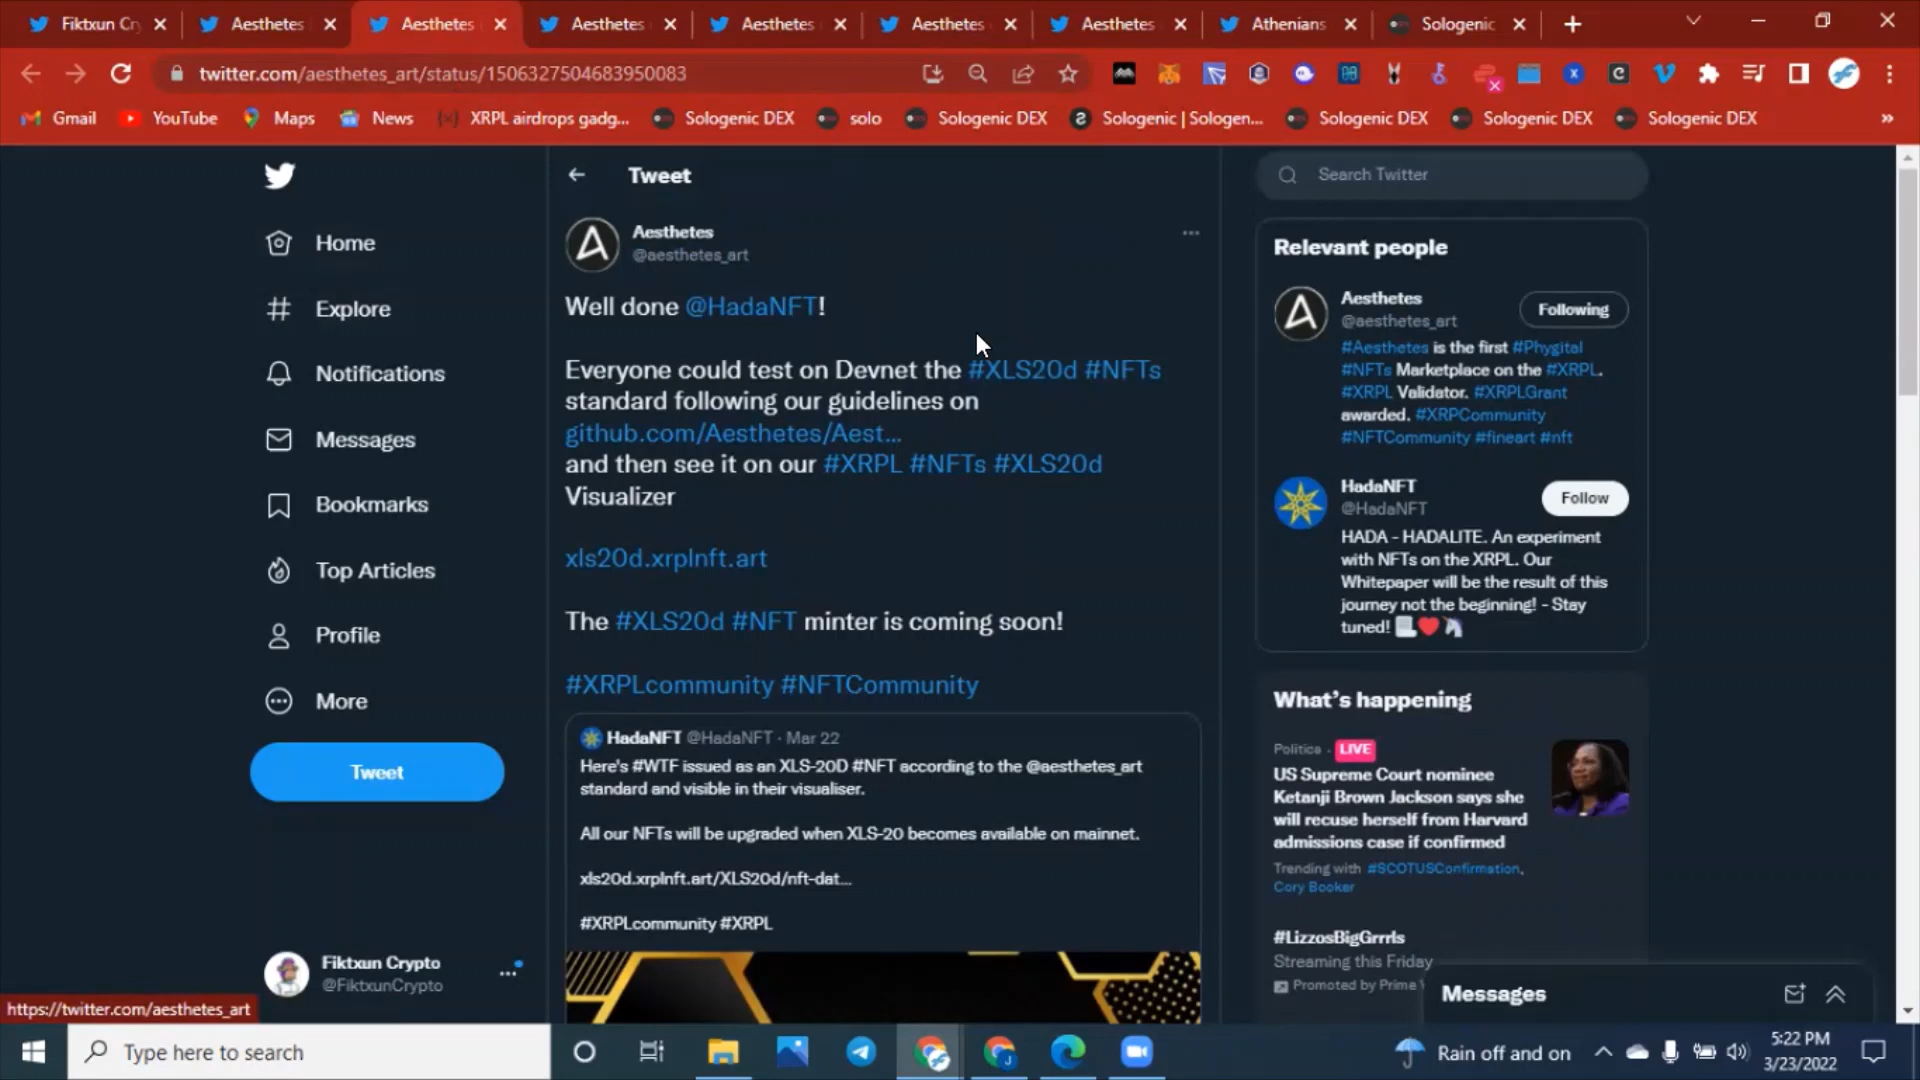 Fiktxun Cr
Aesthetes
Aesthetes
Aesthetes
Aesthetes
Aesthetes
Aesthetes
Athenians
Sologenic
twitter.com/aesthetes_art/status/1506327504683950083
Gmail
YouTube
Maps
News
XRPL airdrops gadg...
Sologenic DEX
solo
Sologenic DEX
Sologenic | Sologen...
Sologenic DEX
Sologenic DEX
Sologenic DEX
»
Home
Explore
Notifications
Messages
Bookmarks
Top Articles
Profile
More
Tweet
Fiktxun Crypto
@FiktxunCrypto
Tweet
Aesthetes
@aesthetes_art
Well done @HadaNFT!
Everyone could test on Devnet the #XLS20d #NFTs
standard following our guidelines on
github.com/Aesthetes/Aest...
and then see it on our #XRPL #NFTs #XLS20d
Visualizer
xls20d.xrplnft.art
The #XLS20d #NFT minter is coming soon!
#XRPLcommunity #NFTCommunity
HadaNFT @HadaNFT · Mar 22
Here's #WTF issued as an XLS-20D #NFT according to the @aesthetes_art
standard and visible in their visualiser.
All our NFTs will be upgraded when XLS-20 becomes available on mainnet.
xls20d.xrplnft.art/XLS20d/nft-dat...
#XRPLcommunity #XRPL
Search Twitter
Relevant people
Aesthetes
@aesthetes_art
Following
#Aesthetes is the first #Phygital
#NFTs Marketplace on the #XRPL.
#XRPL Validator. #XRPLGrant
awarded. #XRPCommunity
#NFTCommunity #fineart #nft
HadaNFT
@HadaNFT
Follow
HADA - HADALITE. An experiment
with NFTs on the XRPL. Our
Whitepaper will be the result of this
journey not the beginning! - Stay
tuned!
What's happening
Politics · LIVE
US Supreme Court nominee
Ketanji Brown Jackson says she
will recuse herself from Harvard
admissions case if confirmed
Trending with #SCOTUSConfirmation,
Cory Booker
#LizzosBigGrrrls
Streaming this Friday
Promoted by Prime
Messages
https://twitter.com/aesthetes_art
Type here to search
Rain off and on
5:22 PM
3/23/2022